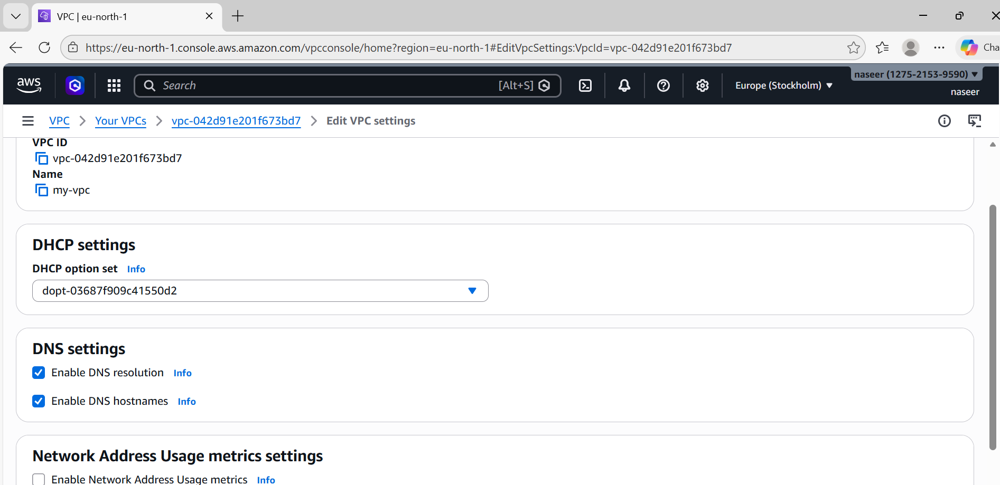 VPC | eu-north-1
https://eu-north-1.console.aws.amazon.com/vpcconsole/home?region=eu-north-1#EditVpcSettings:VpcId=vpc-042d91e201f673bd7
Cha
aws
Search
[Alt+S]
Europe (Stockholm)
naseer (1275-2153-9590)
naseer
VPC
Your VPCs
vpc-042d91e201f673bd7
Edit VPC settings
VPC ID
vpc-042d91e201f673bd7
Name
my-vpc
DHCP settings
DHCP option set Info
dopt-03687f909c41550d2
DNS settings
Enable DNS resolution Info
Enable DNS hostnames Info
Network Address Usage metrics settings
Enable Network Address Usage metrics Info